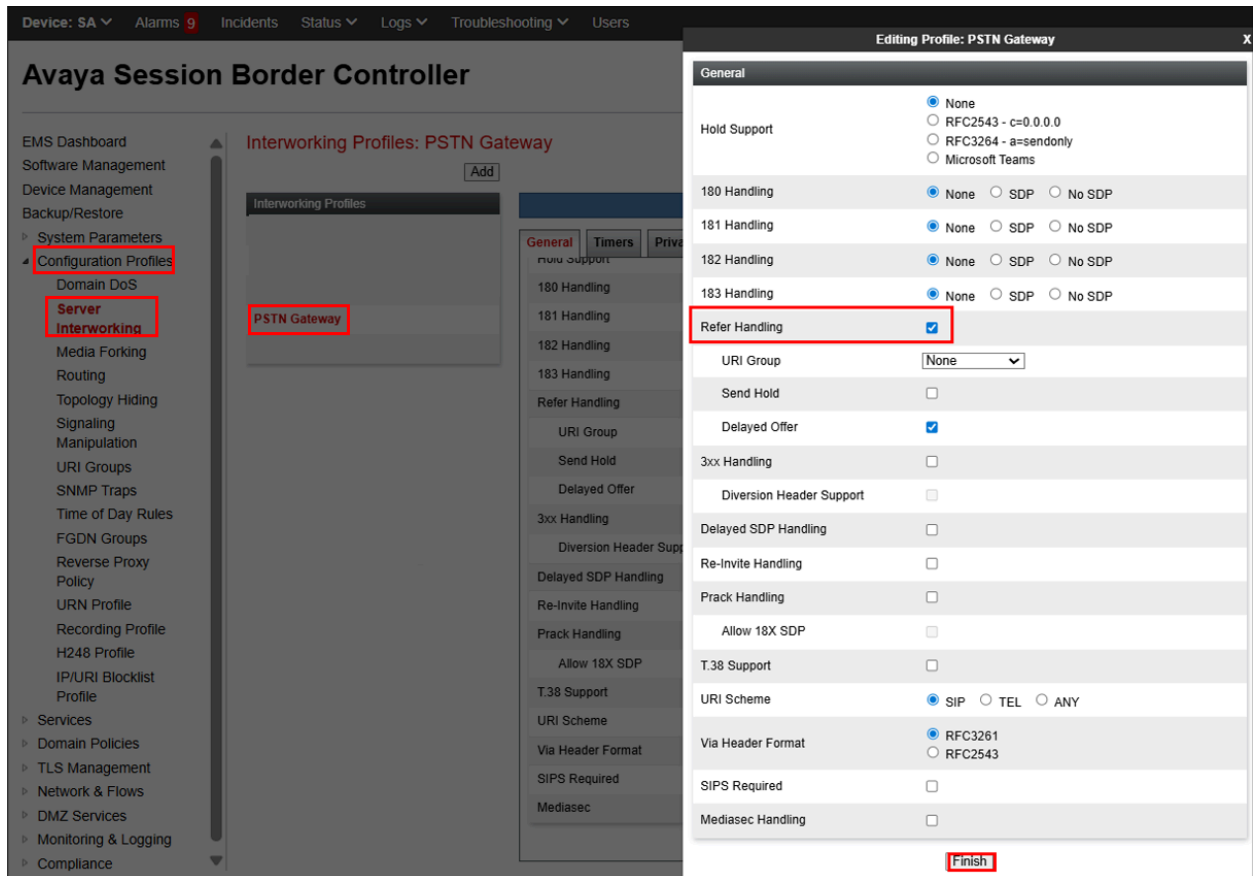 Device: SA Alarms 9 Incidents Status Logs Troubleshooting Users
Avaya Session Border Controller
EMS Dashboard
Software Management
Device Management
Backup/Restore
System Parameters
Configuration Profiles
Domain DoS
Server
Interworking
Media Forking
Routing
Topology Hiding
Signaling
Manipulation
URI Groups
SNMP Traps
Time of Day Rules
FGDN Groups
Reverse Proxy
Policy
URN Profile
Recording Profile
H248 Profile
IP/URI Blocklist
Profile
Services
Domain Policies
TLS Management
Network & Flows
DMZ Services
Monitoring & Logging
Compliance
Interworking Profiles: PSTN Gateway
Add
Interworking Profiles
PSTN Gateway
General Timers Priva
Hold Support
180 Handling
181 Handling
182 Handling
183 Handling
Refer Handling
URI Group
Send Hold
Delayed Offer
3xx Handling
Diversion Header Supp
Delayed SDP Handling
Re-Invite Handling
Prack Handling
Allow 18X SDP
T.38 Support
URI Scheme
Via Header Format
SIPS Required
Mediasec
Editing Profile: PSTN Gateway X
General
Hold Support
None
RFC2543 - c=0.0.0.0
RFC3264 - a=sendonly
Microsoft Teams
180 Handling None SDP No SDP
181 Handling None SDP No SDP
182 Handling None SDP No SDP
183 Handling None SDP No SDP
Refer Handling
URI Group None
Send Hold
Delayed Offer
3xx Handling
Diversion Header Support
Delayed SDP Handling
Re-Invite Handling
Prack Handling
Allow 18X SDP
T.38 Support
URI Scheme SIP TEL ANY
Via Header Format
RFC3261
RFC2543
SIPS Required
Mediasec Handling
Finish